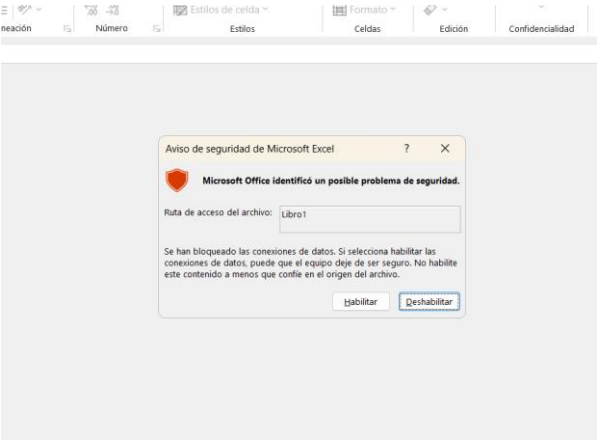 Estilos de celda
Formato
neación
Número
Estilos
Celdas
Edición
Confidencialidad
Aviso de seguridad de Microsoft Excel
?
Microsoft Office identificó un posible problema de seguridad.
Ruta de acceso del archivo: Libro1
Se han bloqueado las conexiones de datos. Si selecciona habilitar las
conexiones de datos, puede que el equipo deje de ser seguro. No habilite
este contenido a menos que confíe en el origen del archivo.
Habilitar
Deshabilitar